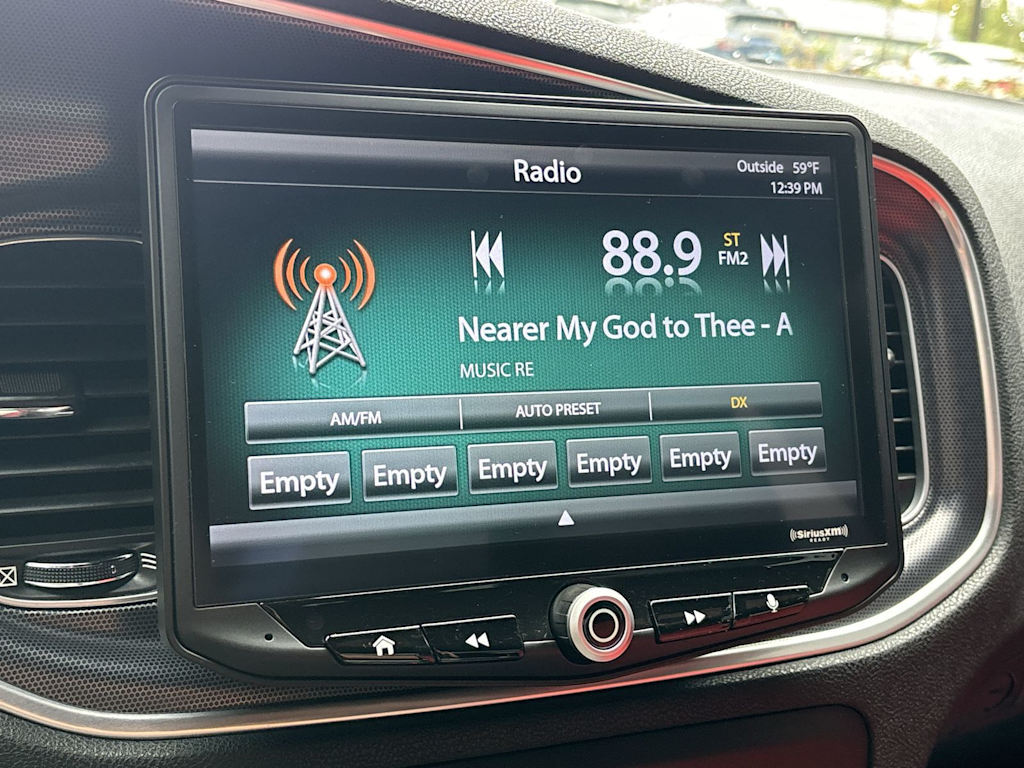 Radio
Outside 59°F
12:39 PM
88.9
ST
FM2
Nearer My God to Thee - A
MUSIC RE
AM/FM AUTO PRESET DX
Empty Empty Empty Empty Empty Empty
SiriusXm
READY